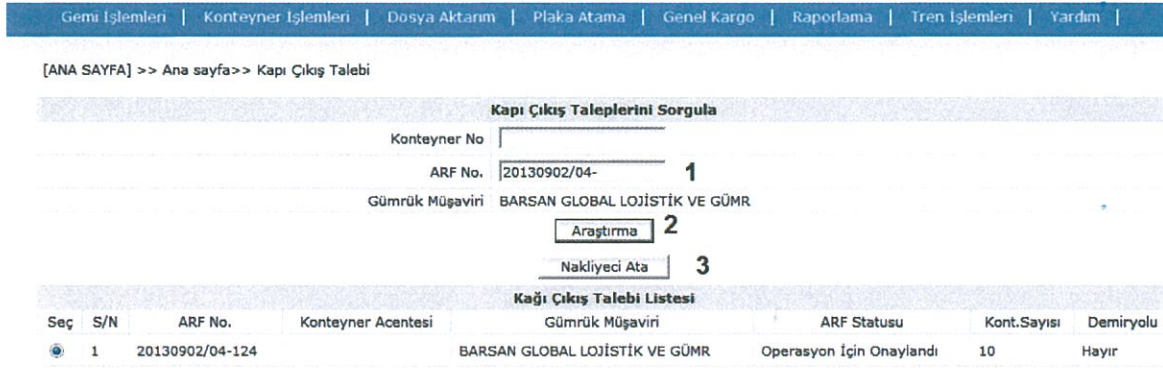 Gemi İşlemleri | Konteyner İşlemleri | Dosya Aktarım | Plaka Atama | Genel Kargo | Raporlama | Tren İşlemleri | Yardım |
[ANA SAYFA] >> Ana sayfa>> Kapı Çıkış Talebi
Kapı Çıkış Taleplerini Sorgula
Konteyner No
ARF No. 20130902/04- 1
Gümrük Müşaviri BARSAN GLOBAL LOJİSTİK VE GÜMR
Araştırma 2
Nakliyeci Ata 3
Kağı Çıkış Talebi Listesi
Seç S/N ARF No. Konteyner Acentesi Gümrük Müşaviri ARF Statusu Kont.Sayısı Demiryolu
1 20130902/04-124 BARSAN GLOBAL LOJİSTİK VE GÜMR Operasyon İçin Onaylandı 10 Hayır